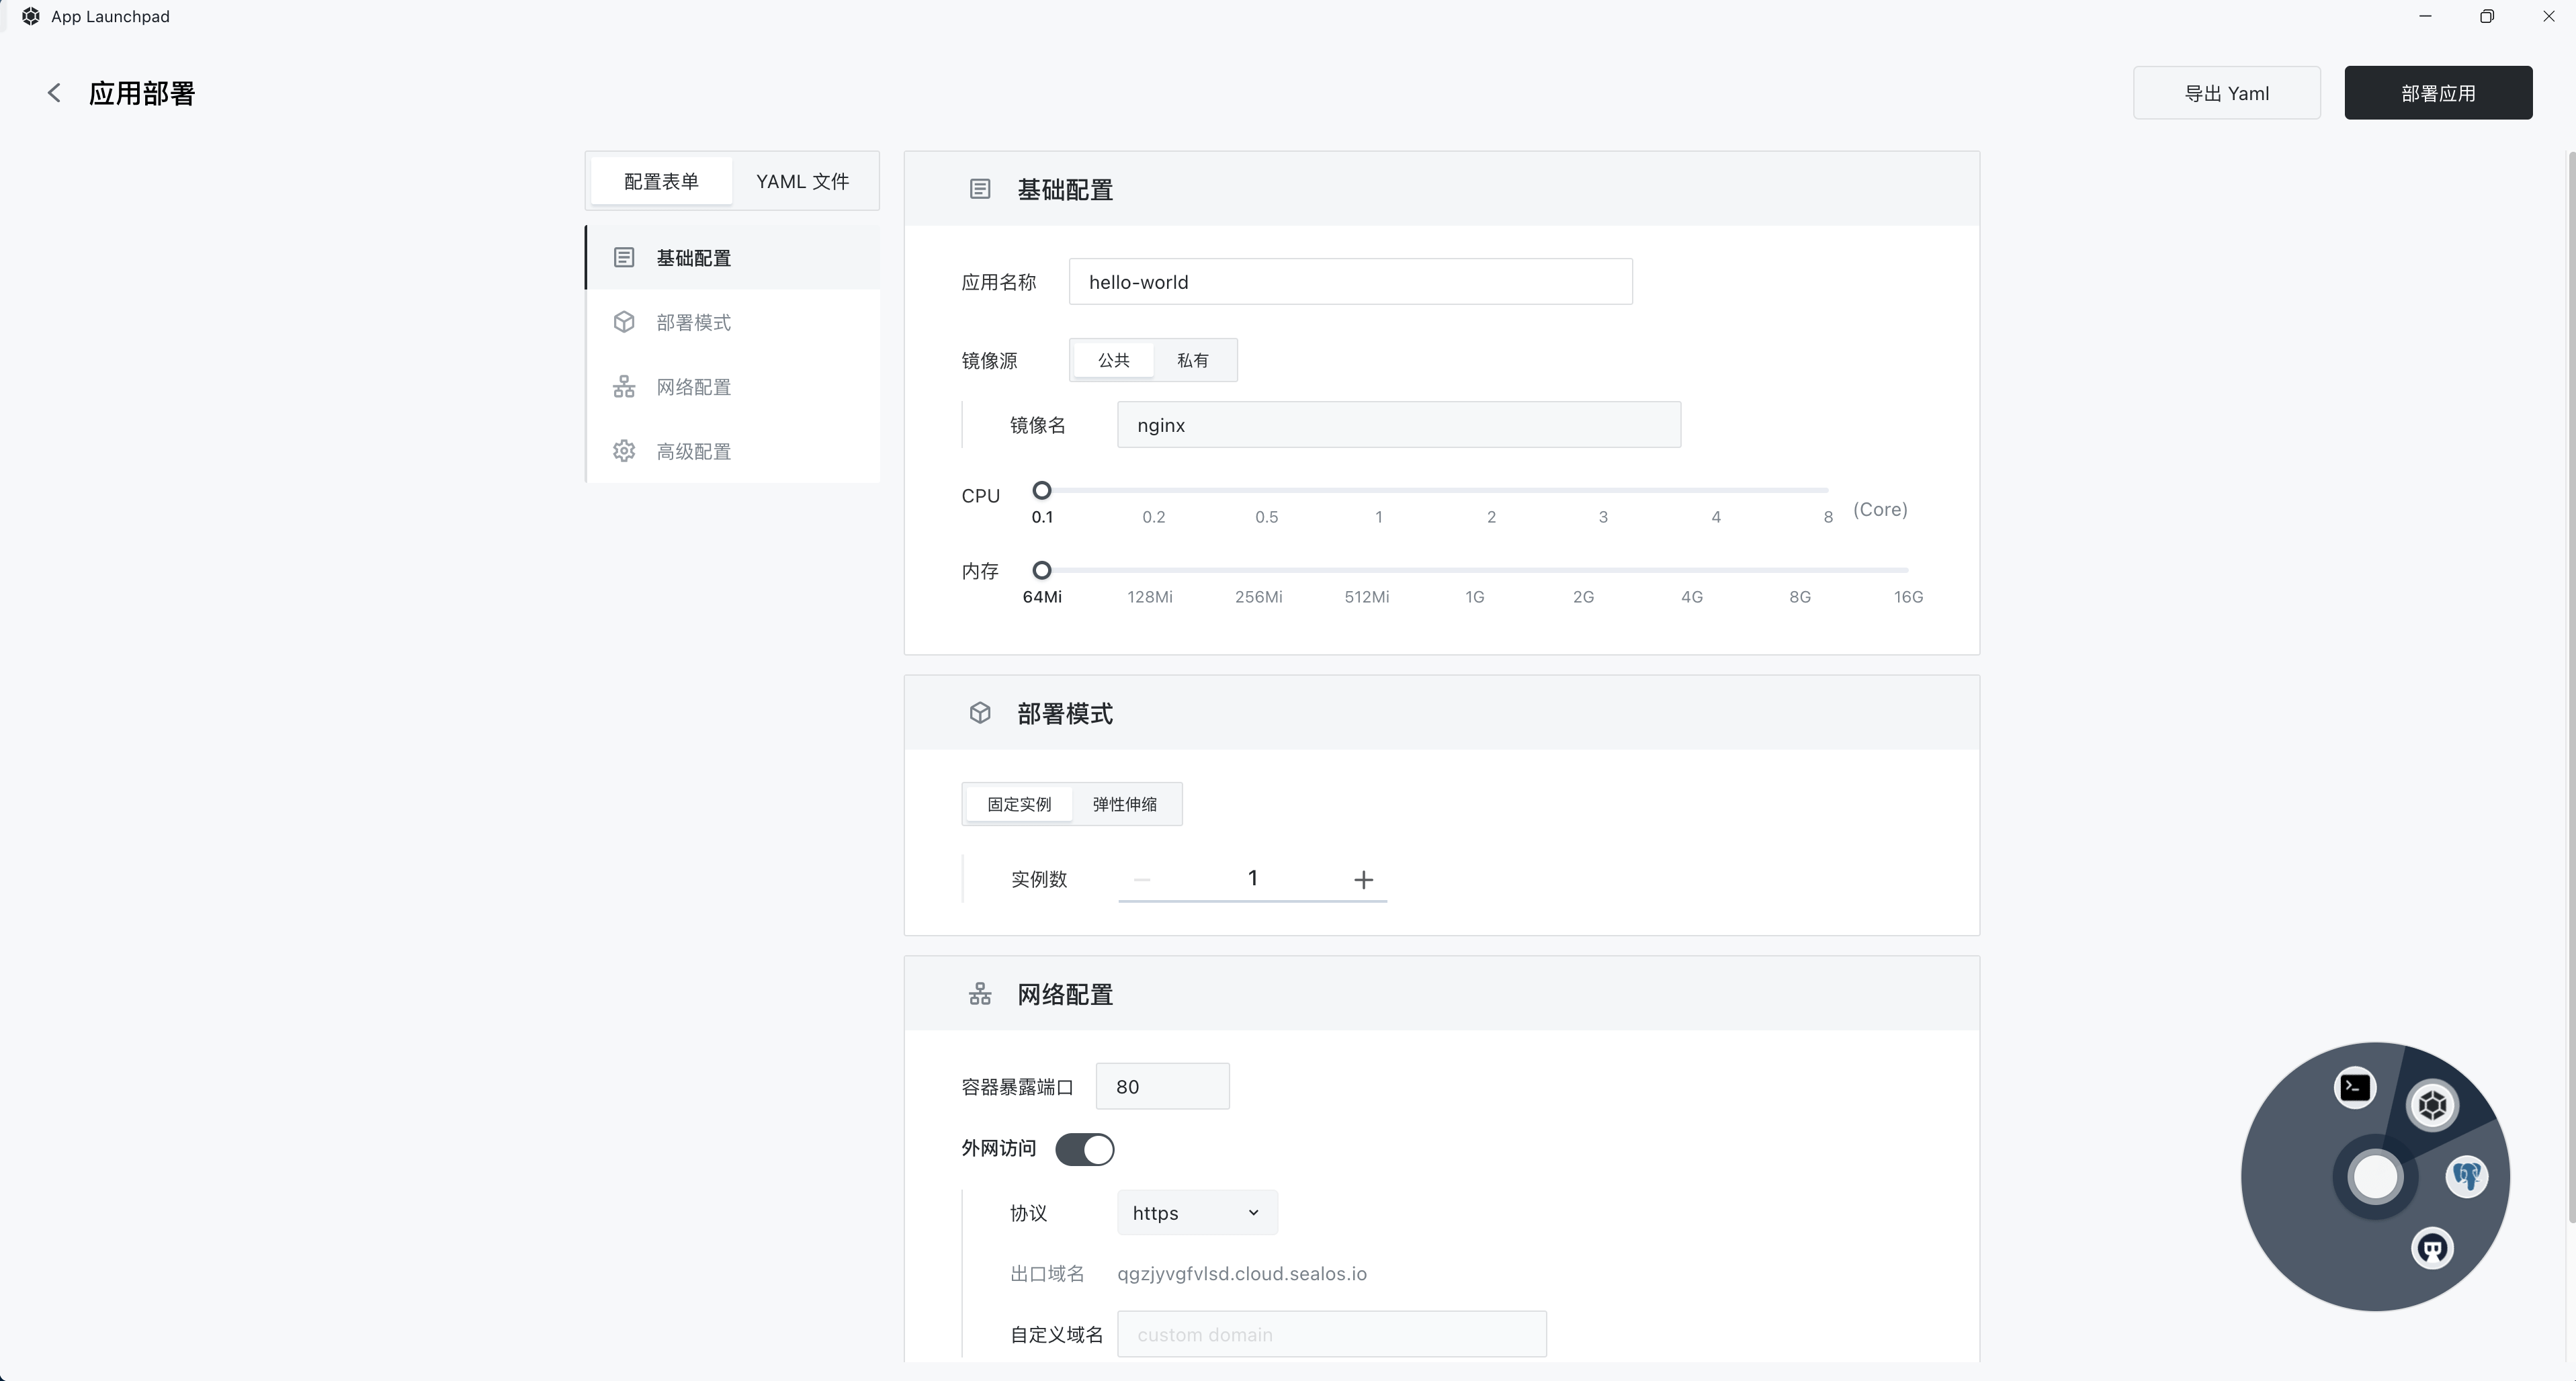 App Launchpad
应用部署
导出 Yaml
部署应用
配置表单
YAML 文件
基础配置
部署模式
网络配置
高级配置
基础配置
应用名称
hello-world
镜像源
公共
私有
镜像名
nginx
CPU
0.1 0.2 0.5 1 2 3 4 8
(Core)
内存
64Mi 128Mi 256Mi 512Mi 1G 2G 4G 8G 16G
部署模式
固定实例
弹性伸缩
实例数
1
网络配置
容器暴露端口
80
外网访问
协议
https
出口域名
qgzjyvgfvlsd.cloud.sealos.io
自定义域名
custom domain